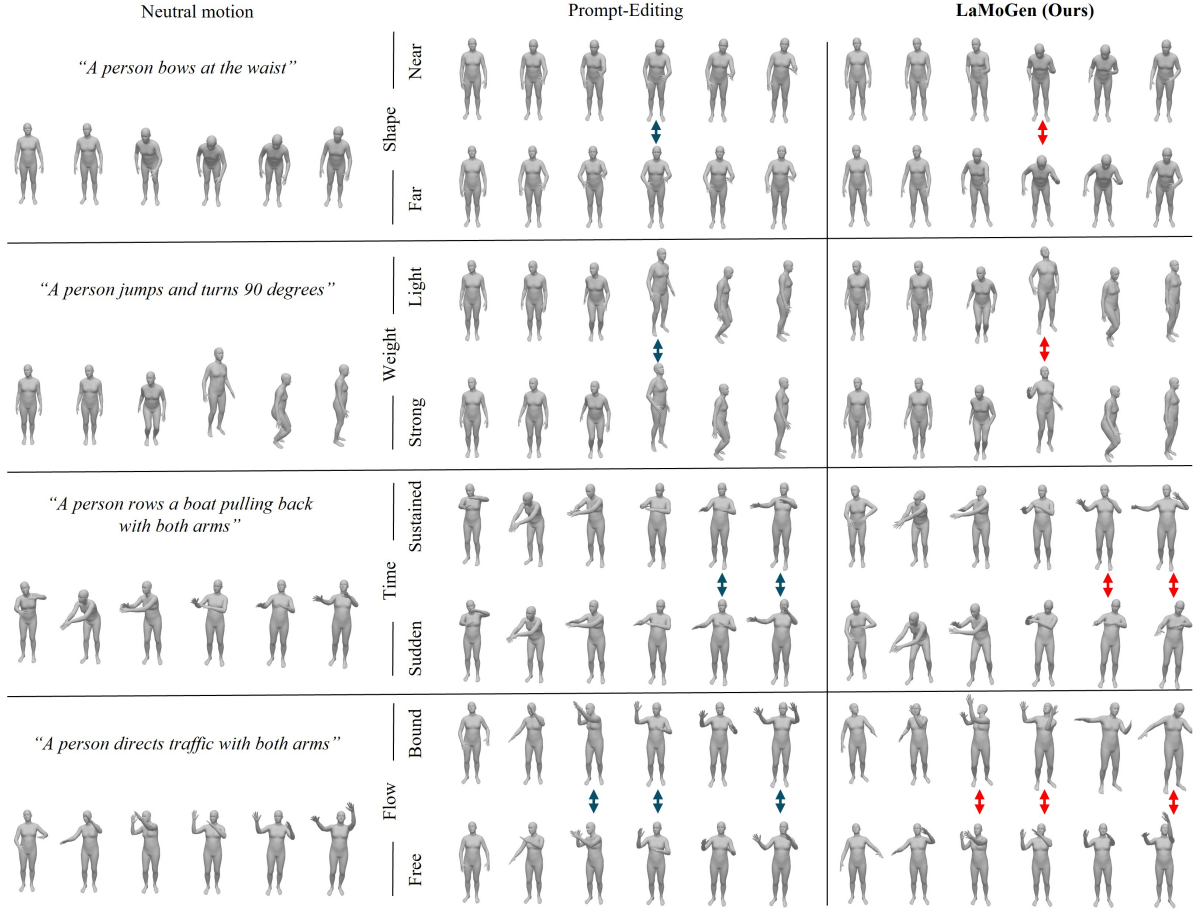 Neutral motion
Prompt-Editing
LaMoGen (Ours)
“A person bows at the waist”
Shape
Near
Far
“A person jumps and turns 90 degrees”
Weight
Light
Strong
“A person rows a boat pulling back
with both arms”
Time
Sustained
Sudden
“A person directs traffic with both arms”
Flow
Bound
Free